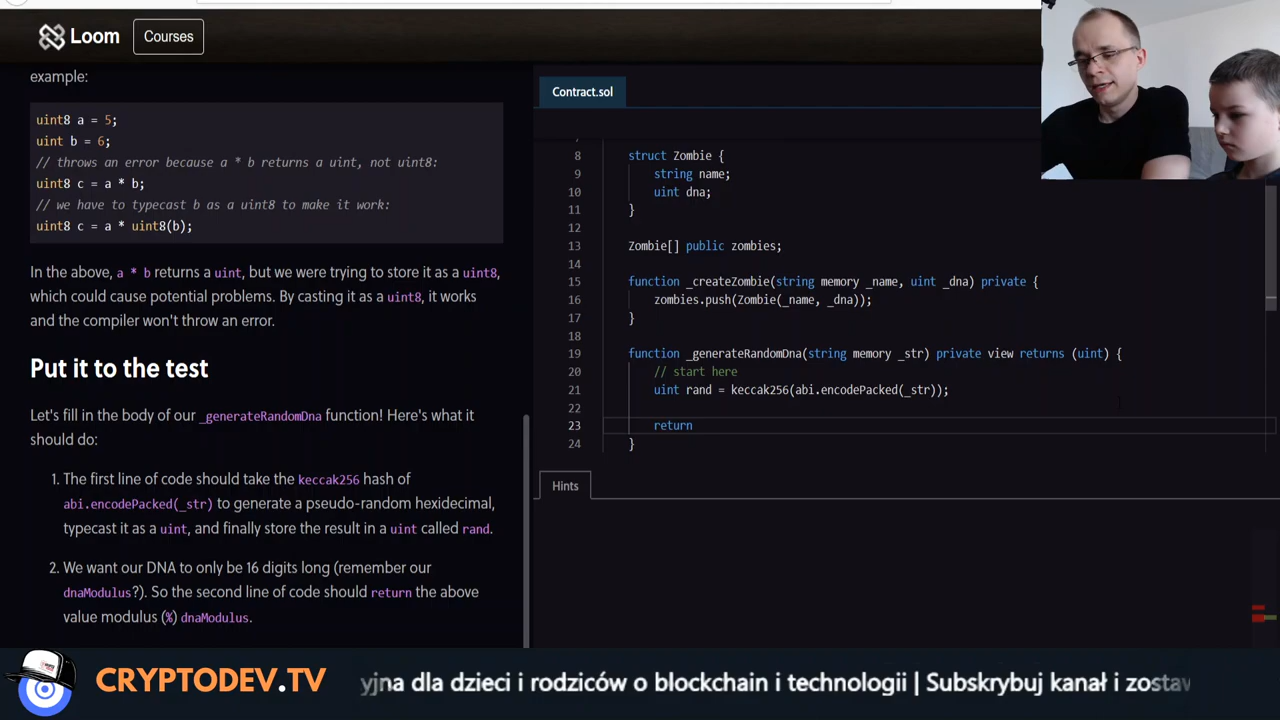 Loom
Courses
example:
uint8 a = 5;
uint b = 6;
// throws an error because a * b returns a uint, not uint8:
uint8 c = a * b;
// we have to typecast b as a uint8 to make it work:
uint8 c = a * uint8(b);
In the above, a * b returns a uint, but we were trying to store it as a uint8,
which could cause potential problems. By casting it as a uint8, it works
and the compiler won't throw an error.
Put it to the test
Let's fill in the body of our _generateRandomDna function! Here's what it
should do:
1. The first line of code should take the keccak256 hash of
abi.encodePacked(_str) to generate a pseudo-random hexidecimal,
typecast it as a uint, and finally store the result in a uint called rand.
2. We want our DNA to only be 16 digits long (remember our
dnaModulus?). So the second line of code should return the above
value modulus (%) dnaModulus.
Contract.sol
8 struct Zombie {
9 string name;
10 uint dna;
11 }
12
13 Zombie[] public zombies;
14
15 function _createZombie(string memory _name, uint _dna) private {
16 zombies.push(Zombie(_name, _dna));
17 }
18
19 function _generateRandomDna(string memory _str) private view returns (uint) {
20 // start here
21 uint rand = keccak256(abi.encodePacked(_str));
22
23 return
24 }
Hints
CRYPTODEV.TV
yjna dla dzieci i rodziców o blockchain i technologii | Subskrybuj kanał i zostaw